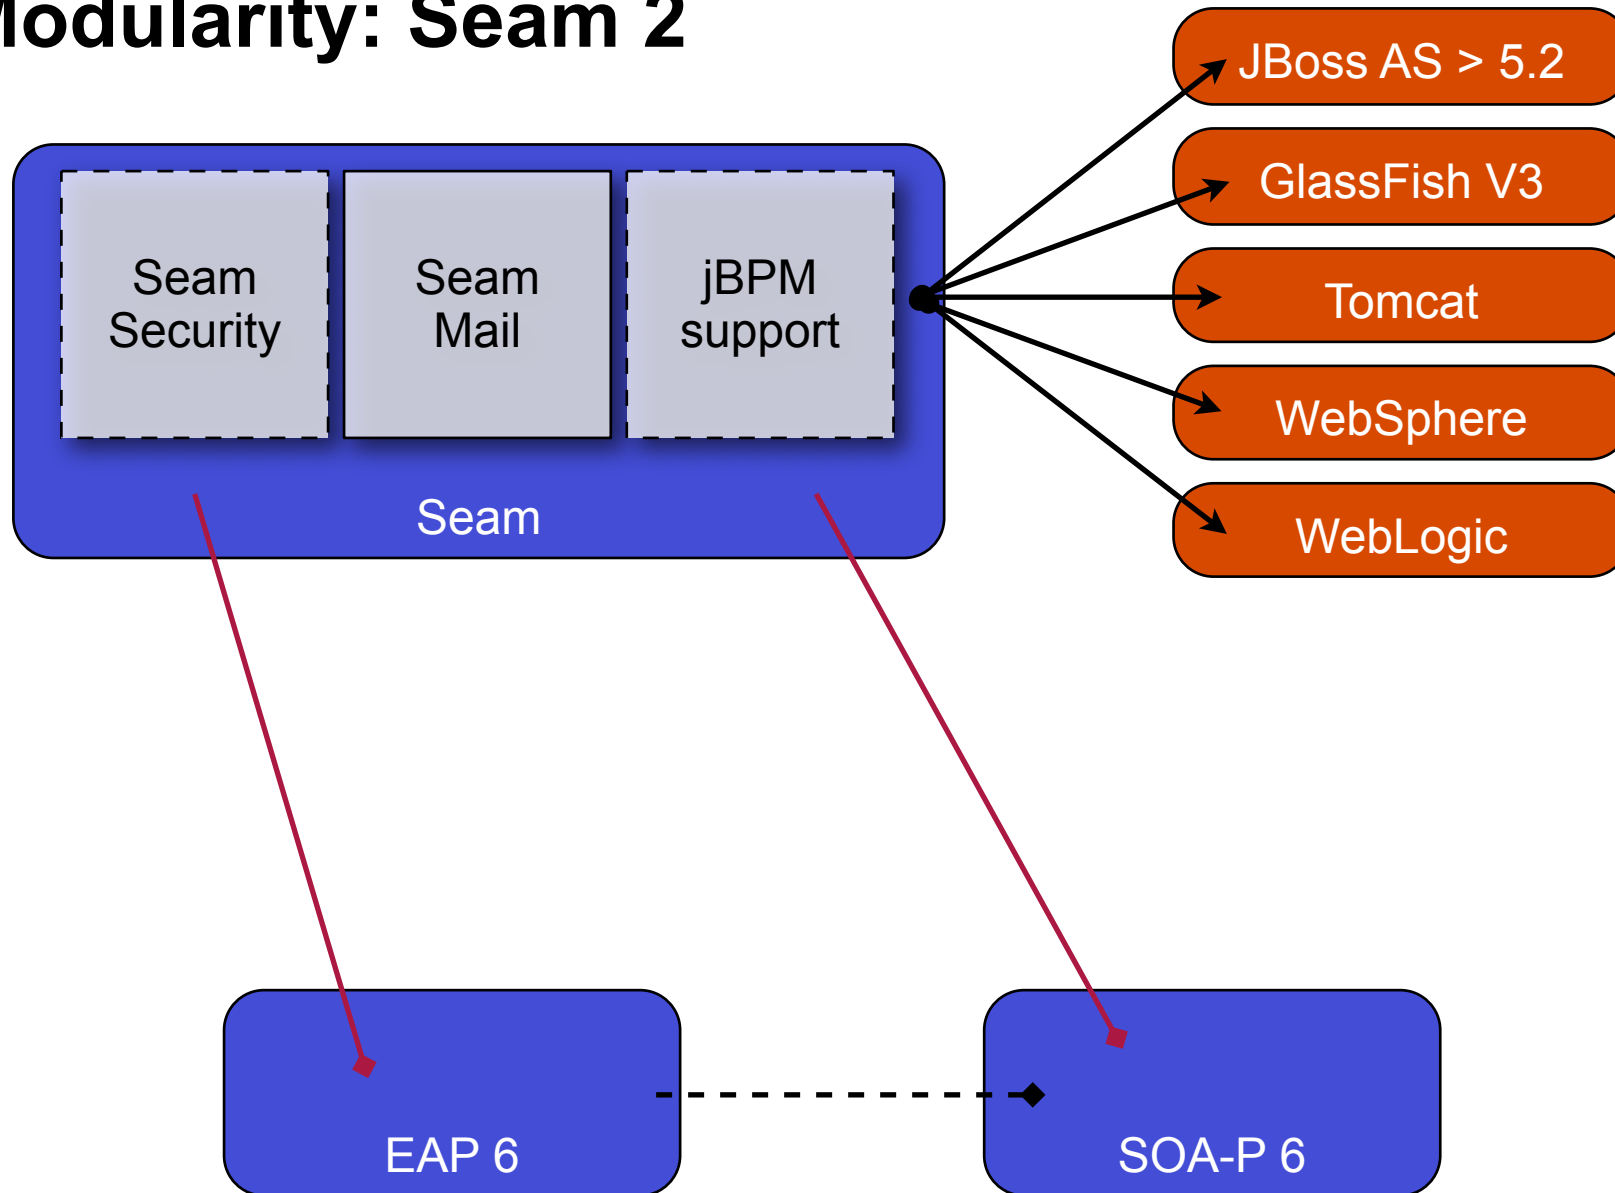 Modularity: Seam 2
JBoss AS > 5.2
GlassFish V3
Tomcat
WebSphere
WebLogic
Seam
Security
Seam
Mail
jBPM
support
Seam
EAP 6
SOA-P 6